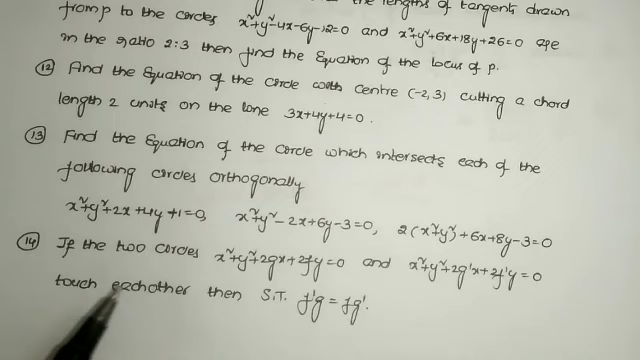 the lengths of tangents drawn
from p to the circles x²+y²-4x-6y-12=0 and x²+y²+6x+18y+26=0 are
in the ratio 2:3 then find the Equation of the locus of p.
(12) Find the Equation of the circle with centre (-2,3) cutting a chord
length 2 units on the line 3x+4y+4=0.
(13) Find the Equation of the circle which intersects each of the
following circles orthogonally
x²+y²+2x+4y+1=0, x²+y²-2x+6y-3=0, 2(x²+y²)+6x+8y-3=0
(14) If the two circles x²+y²+2gx+2fy=0 and x²+y²+2g'x+2f'y=0
touch eachother then S.T. f'g = fg'.